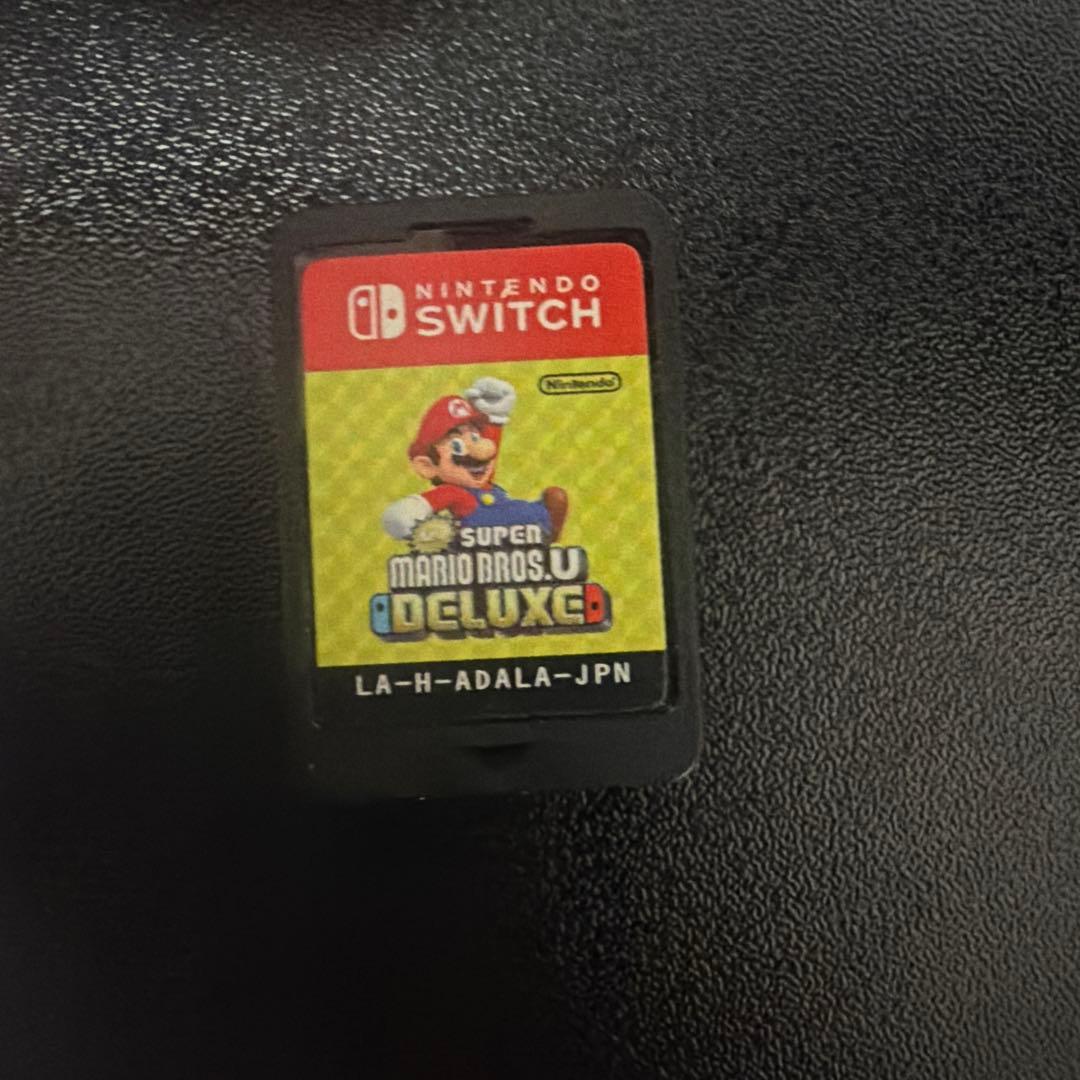 NINTENDO
SWITCH
Nintendo
SUPER
MARIO BROS.U
DELUXE
LA-H-ADALA-JPN